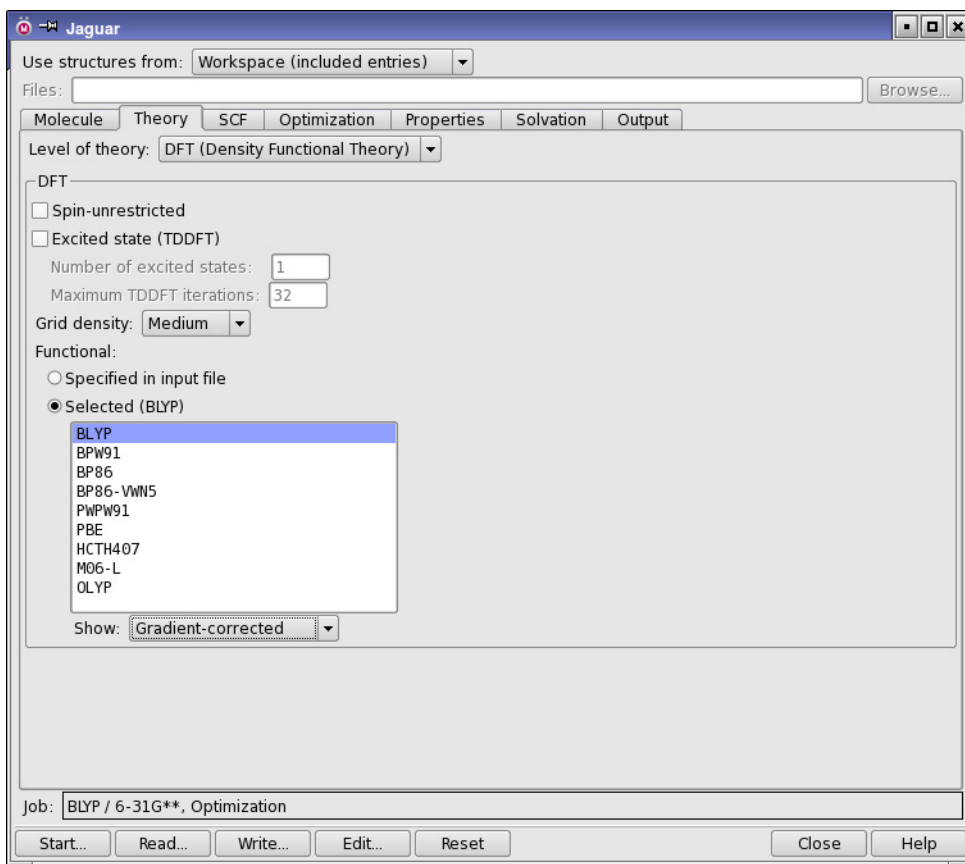 Jaguar
Use structures from: Workspace (included entries)
Files: Browse...
Molecule Theory SCF Optimization Properties Solvation Output
Level of theory: DFT (Density Functional Theory)
DFT
Spin-unrestricted
Excited state (TDDFT)
Number of excited states: 1
Maximum TDDFT iterations: 32
Grid density: Medium
Functional:
Specified in input file
Selected (BLYP)
BLYP
BPW91
BP86
BP86-VWN5
PWPW91
PBE
HCTH407
M06-L
OLYP
Show: Gradient-corrected
Job: BLYP / 6-31G**, Optimization
Start... Read... Write... Edit... Reset Close Help